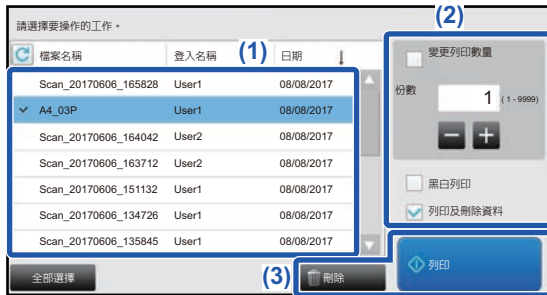 請選擇要操作的工作。
(2)
檔案名稱 登入名稱 (1) 日期
Scan_20170606_165828 User1 08/08/2017
A4_03P User1 08/08/2017
Scan_20170606_164042 User2 08/08/2017
Scan_20170606_163712 User2 08/08/2017
Scan_20170606_151132 User1 08/08/2017
Scan_20170606_134726 User1 08/08/2017
Scan_20170606_135845 User1 08/08/2017
變更列印數量
份數 1 (1 - 9999)
黑白列印
列印及刪除資料
全部選擇
(3) 刪除
列印